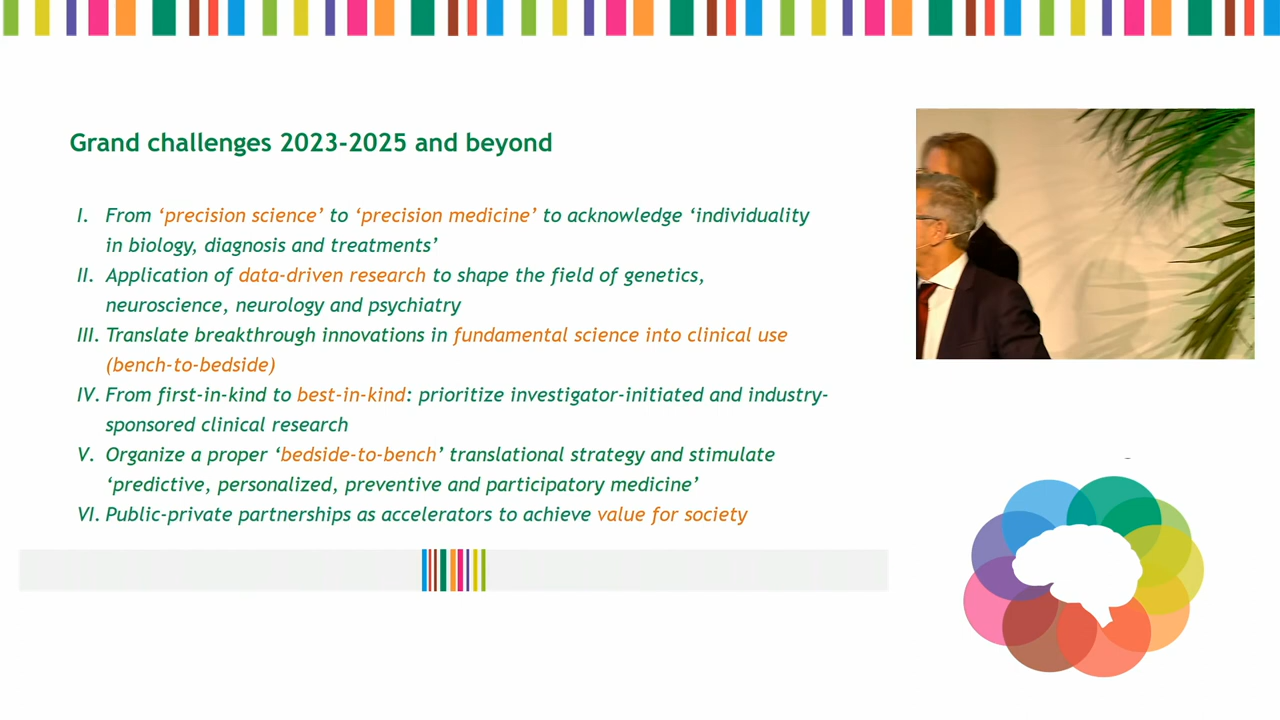 Grand challenges 2023-2025 and beyond
I. From ‘precision science’ to ‘precision medicine’ to acknowledge ‘individuality
in biology, diagnosis and treatments’
II. Application of data-driven research to shape the field of genetics,
neuroscience, neurology and psychiatry
III. Translate breakthrough innovations in fundamental science into clinical use
(bench-to-bedside)
IV. From first-in-kind to best-in-kind: prioritize investigator-initiated and industry-
sponsored clinical research
V. Organize a proper ‘bedside-to-bench’ translational strategy and stimulate
‘predictive, personalized, preventive and participatory medicine’
VI. Public-private partnerships as accelerators to achieve value for society